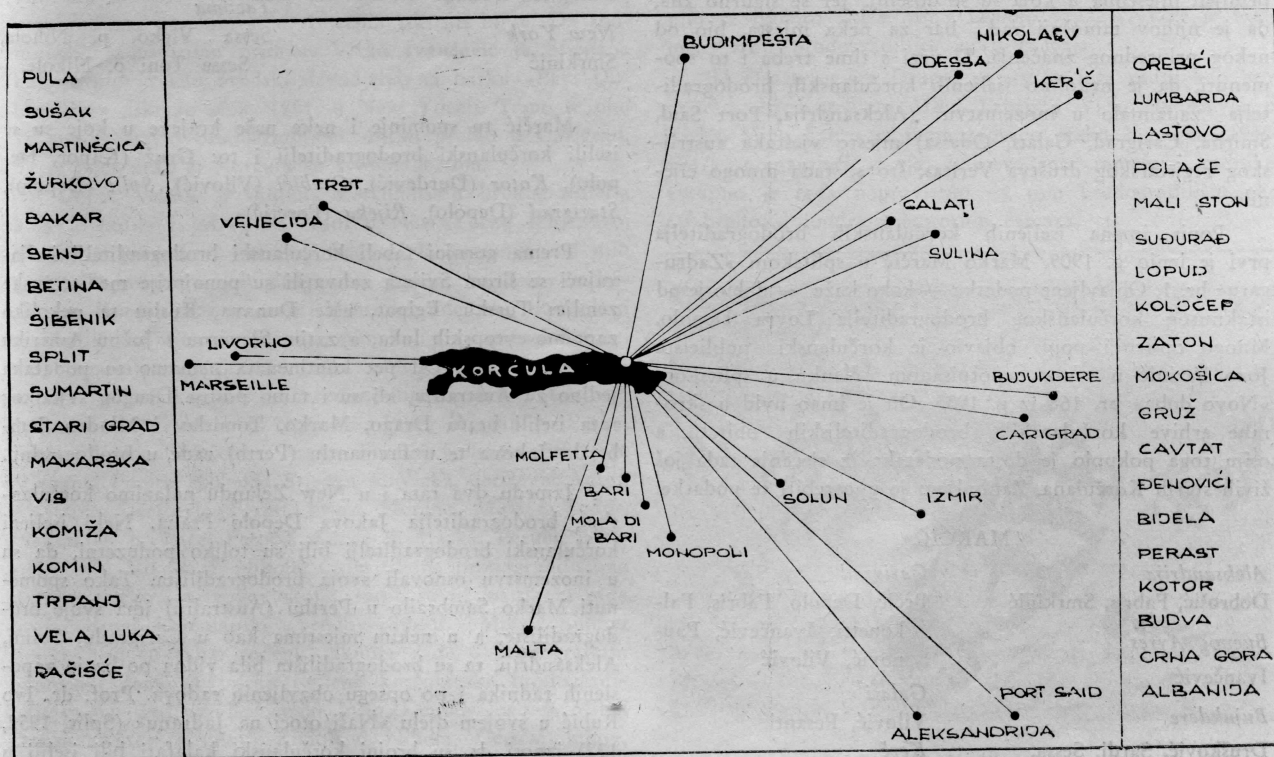 PULA
SUŠAK
MARTINŠĆICA
ŽURKOVO
BAKAR
SENJ
BETINA
ŠIBENIK
SPLIT
SUMARTIN
STARI GRAD
MAKARSKA
VIS
KOMIŽA
KOMIN
TRPANJ
VELA LUKA
RAČIŠĆE
BUDIMPEŠTA
NIKOLAEV
ODESSA
KER'Č
TRST
VENECIJA
GALATI
SULINA
LIVORNO
MARSEILLE
KORČULA
BUJUKDERE
CARIGRAD
MOLFETTA
BARI
MOLA DI
BARI
MONOPOLI
SOLUN
IZMIR
MALTA
PORT SAID
ALEKSANDRIJA
OREBIĆI
LUMBARDA
LASTOVO
POLAČE
MALI STON
SUĐURAĐ
LOPUD
KOLOČEP
ZATON
MOKOŠICA
GRUŽ
CAVTAT
ĐENOVIĆI
BIJELA
PERAST
KOTOR
BUDVA
CRNA GORA
ALBANIJA